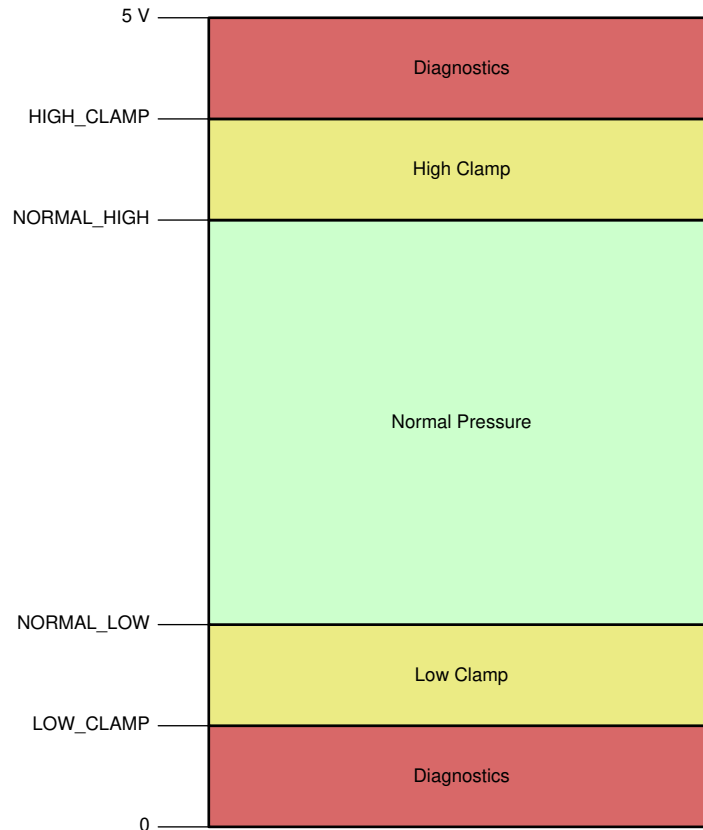 5 V
Diagnostics
HIGH_CLAMP
High Clamp
NORMAL_HIGH
Normal Pressure
NORMAL_LOW
Low Clamp
LOW_CLAMP
Diagnostics
0